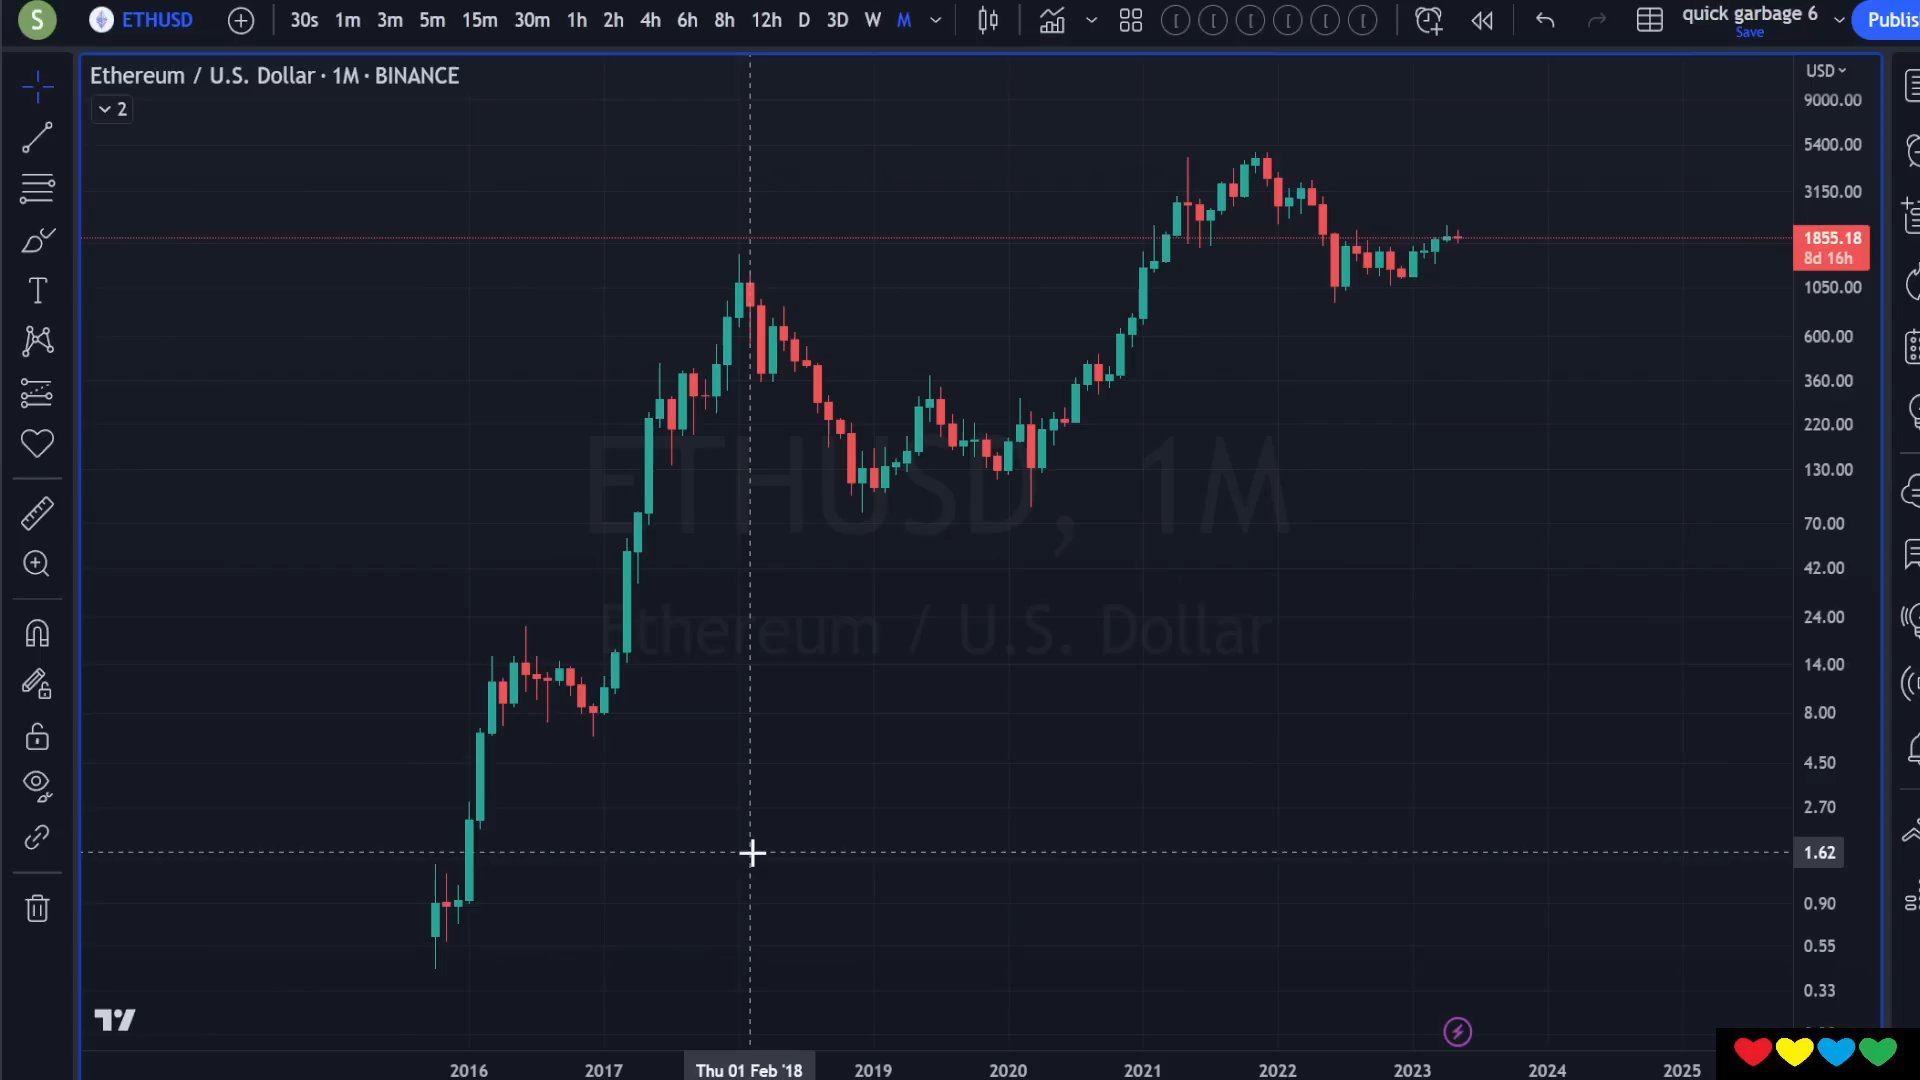 S ETHUSD 30s 1m 3m 5m 15m 30m 1h 2h 4h 6h 8h 12h D 3D W M quick garbage 6 Publis
Save
Ethereum / U.S. Dollar · 1M · BINANCE
2
USD
9000.00
5400.00
3150.00
1855.18
8d 16h
1050.00
600.00
360.00
220.00
130.00
70.00
42.00
24.00
14.00
8.00
4.50
2.70
1.62
0.90
0.55
0.33
ETHUSD, 1M
Ethereum / U.S. Dollar
2016 2017 Thu 01 Feb '18 2019 2020 2021 2022 2023 2024 2025